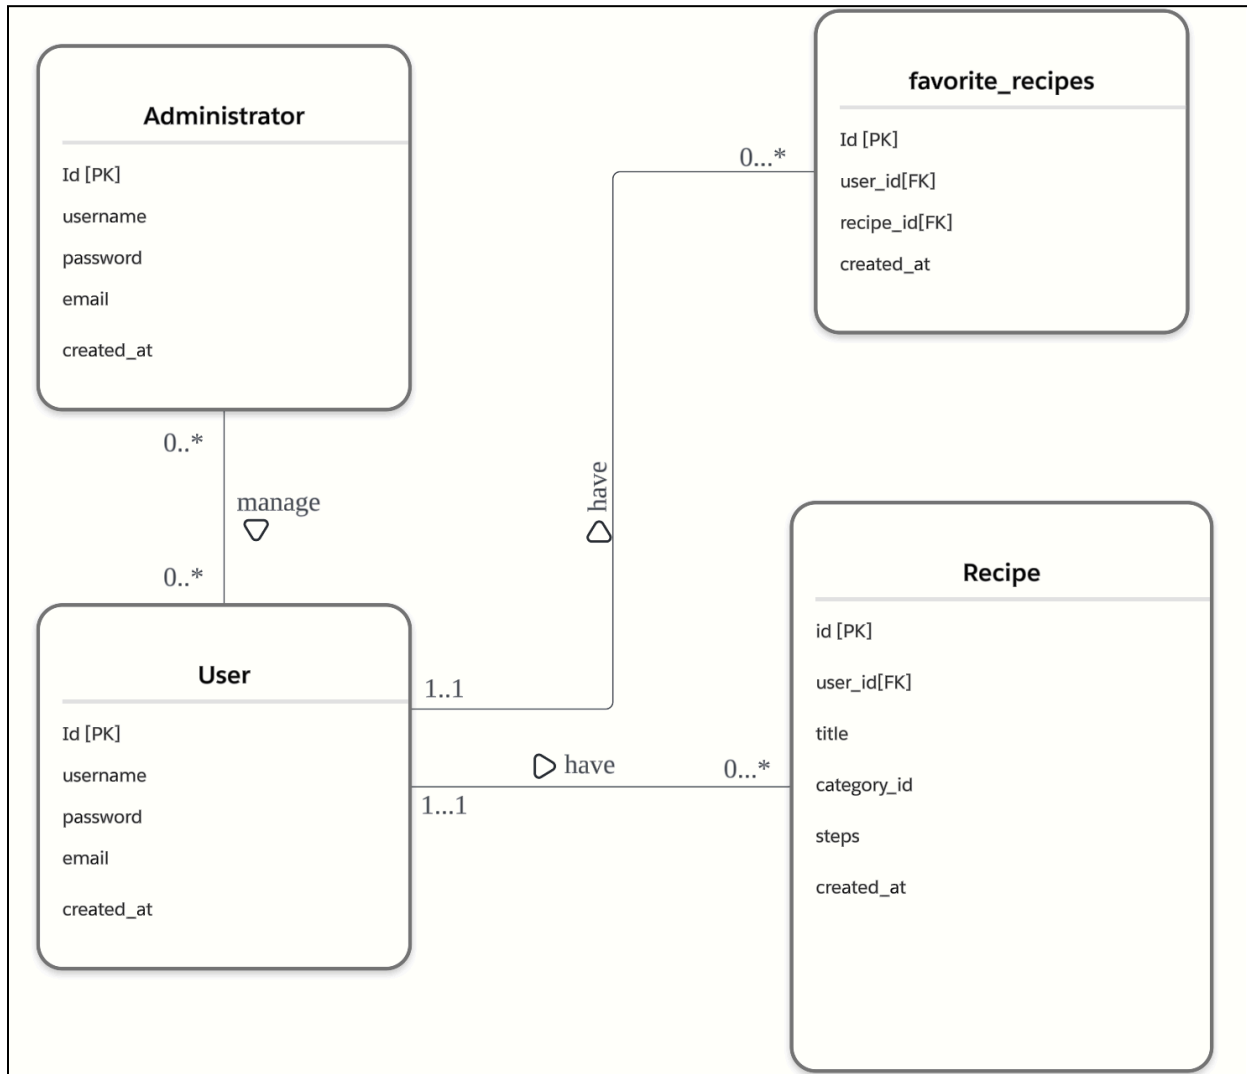 Administrator
Id [PK]
username
password
email
created_at
0..*
manage
0..*
User
Id [PK]
username
password
email
created_at
1..1
have
0...*
favorite_recipes
Id [PK]
user_id[FK]
recipe_id[FK]
created_at
have
1...1
0...*
Recipe
id [PK]
user_id[FK]
title
category_id
steps
created_at